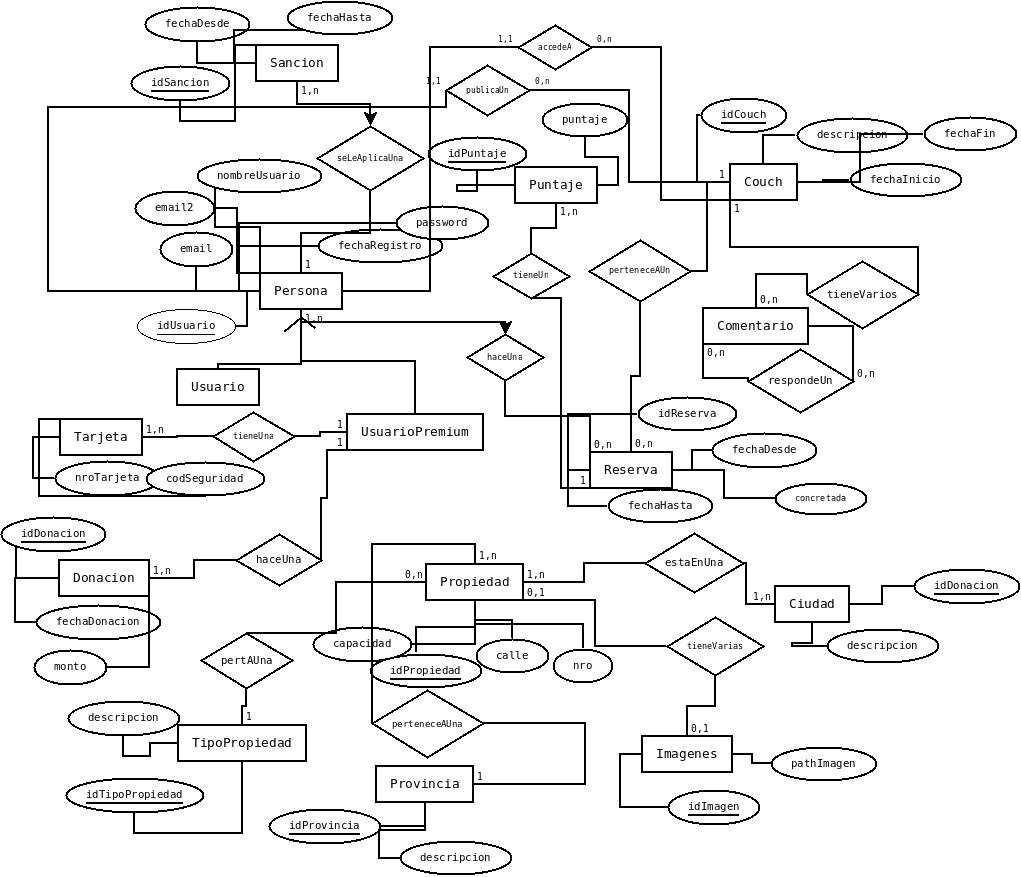 fechaDesde
fechaHasta
1,1
accedeA
0,n
Sancion
idSancion
1,n
1,1
publicaUn
0,n
puntaje
idCouch
descripcion
fechaFin
seLeAplicaUna
idPuntaje
nombreUsuario
Puntaje
1
Couch
fechaInicio
email2
1,n
1
password
email
fechaRegistro
1
tieneUn
perteneceAUn
Persona
tieneVarios
0,n
idUsuario
1,n
Comentario
0,n
haceUna
respondeUn
0,n
Usuario
idReserva
Tarjeta
1,n
tieneUna
1
UsuarioPremium
1
0,n
0,n
fechaDesde
nroTarjeta
codSeguridad
1
Reserva
concretada
fechaHasta
idDonacion
haceUna
1,n
estaEnUna
Donacion
1,n
0,n
Propiedad
1,n
0,1
1,n
Ciudad
idDonacion
fechaDonacion
capacidad
calle
nro
tieneVarias
descripcion
monto
pertAUna
idPropiedad
descripcion
1
perteneceAUna
0,1
TipoPropiedad
Imagenes
pathImagen
idTipoPropiedad
Provincia
1
idImagen
idProvincia
descripcion